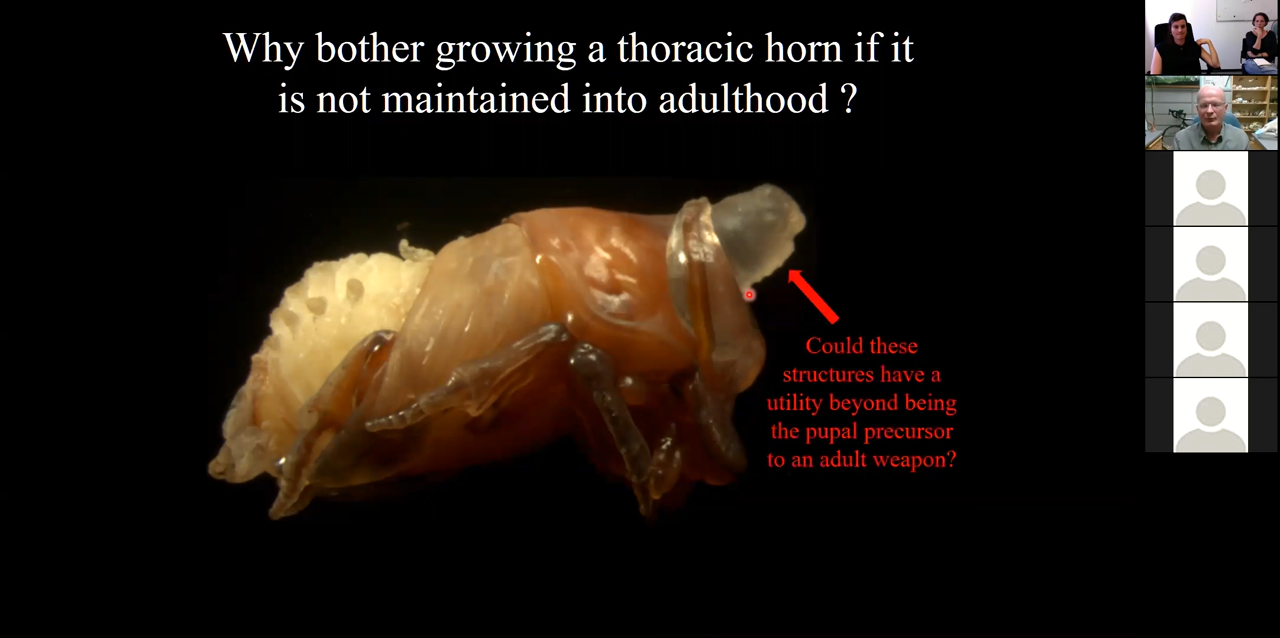 Why bother growing a thoracic horn if it
is not maintained into adulthood ?
Could these
structures have a
utility beyond being
the pupal precursor
to an adult weapon?